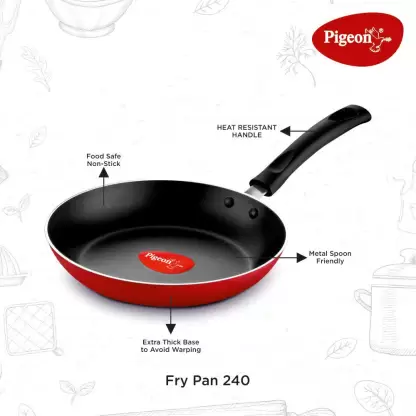 Pigeon
HEAT RESISTANT
HANDLE
Food Safe
Non-Stick
Metal Spoon
Friendly
Pigeon
Extra Thick Base
to Avoid Warping
Fry Pan 240